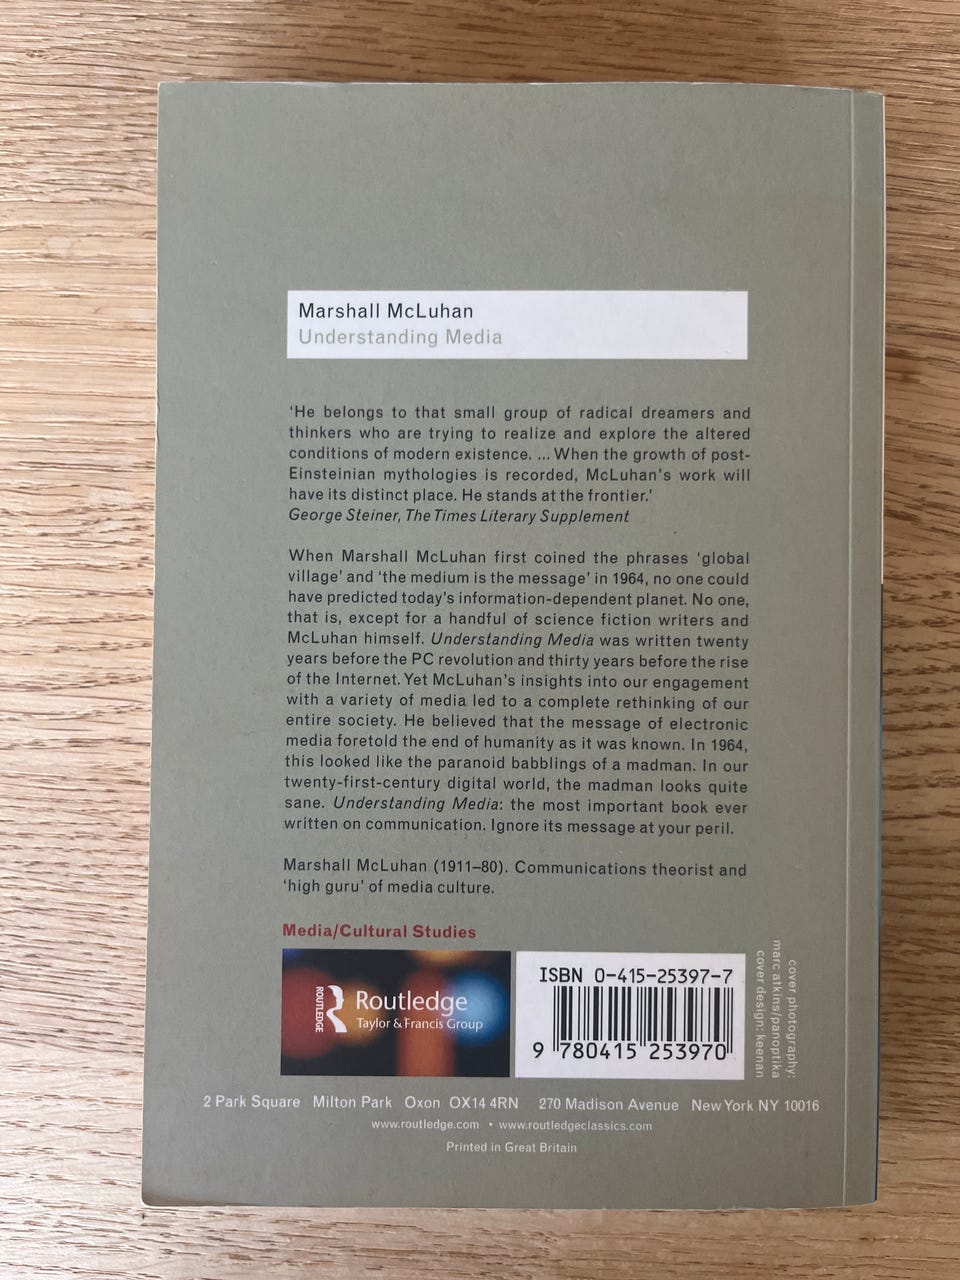 Marshall McLuhan
Understanding Media
‘He belongs to that small group of radical dreamers and
thinkers who are trying to realize and explore the altered
conditions of modern existence. ... When the growth of post-
Einsteinian mythologies is recorded, McLuhan's work will
have its distinct place. He stands at the frontier.’
George Steiner, The Times Literary Supplement
When Marshall McLuhan first coined the phrases ‘global
village’ and ‘the medium is the message’ in 1964, no one could
have predicted today's information-dependent planet. No one,
that is, except for a handful of science fiction writers and
McLuhan himself. Understanding Media was written twenty
years before the PC revolution and thirty years before the rise
of the Internet. Yet McLuhan's insights into our engagement
with a variety of media led to a complete rethinking of our
entire society. He believed that the message of electronic
media foretold the end of humanity as it was known. In 1964,
this looked like the paranoid babblings of a madman. In our
twenty-first-century digital world, the madman looks quite
sane. Understanding Media: the most important book ever
written on communication. Ignore its message at your peril.
Marshall McLuhan (1911–80). Communications theorist and
‘high guru’ of media culture.
Media/Cultural Studies
ROUTLEDGE
Routledge
Taylor & Francis Group
ISBN 0-415-25397-7
9 780415 253970
cover photography:
marc atkins/panoptika
cover design: keenan
2 Park Square Milton Park Oxon OX14 4RN 270 Madison Avenue New York NY 10016
www.routledge.com • www.routledgeclassics.com
Printed in Great Britain